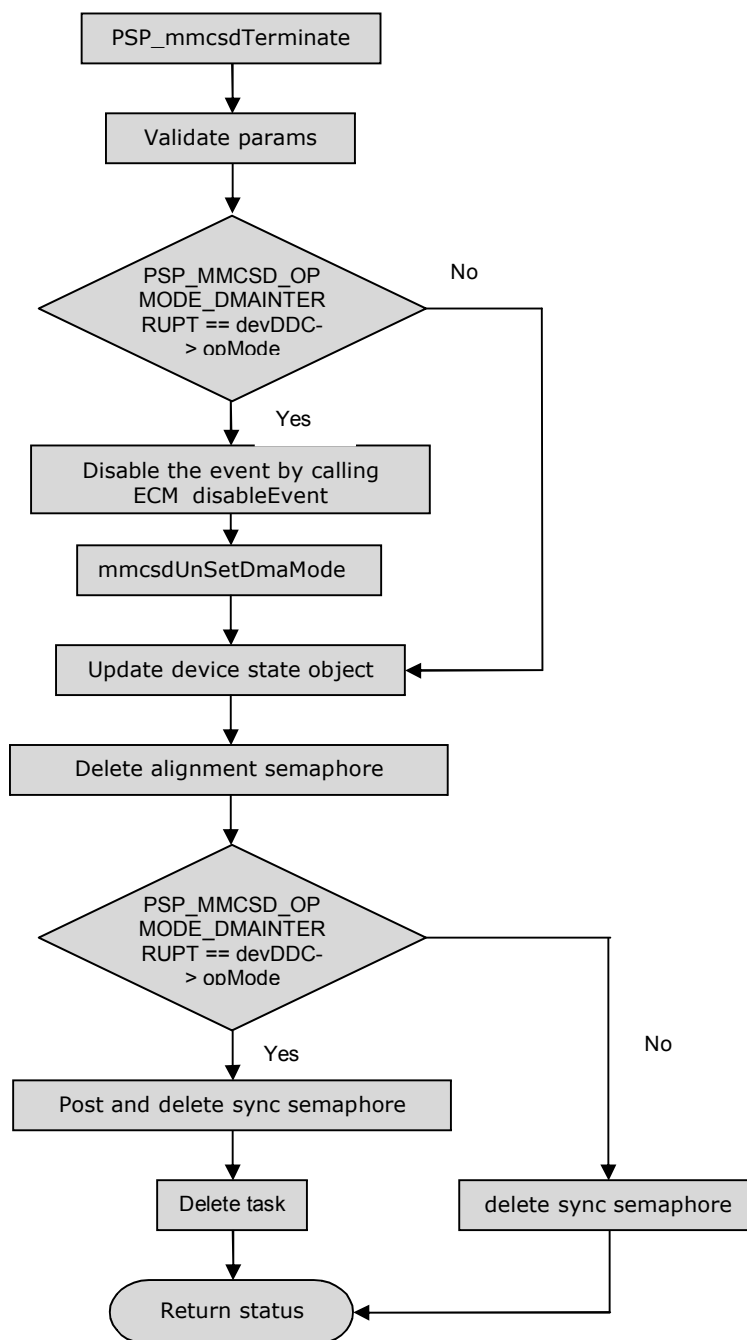 PSP_mmcsdTerminate
Validate params
PSP_MMCSD_OP
MODE_DMAINTER
RUPT == devDDC-
> opMode
No
Yes
Disable the event by calling
ECM_disableEvent
mmcsdUnSetDmaMode
Update device state object
Delete alignment semaphore
PSP_MMCSD_OP
MODE_DMAINTER
RUPT == devDDC-
> opMode
Yes
No
Post and delete sync semaphore
Delete task
delete sync semaphore
Return status